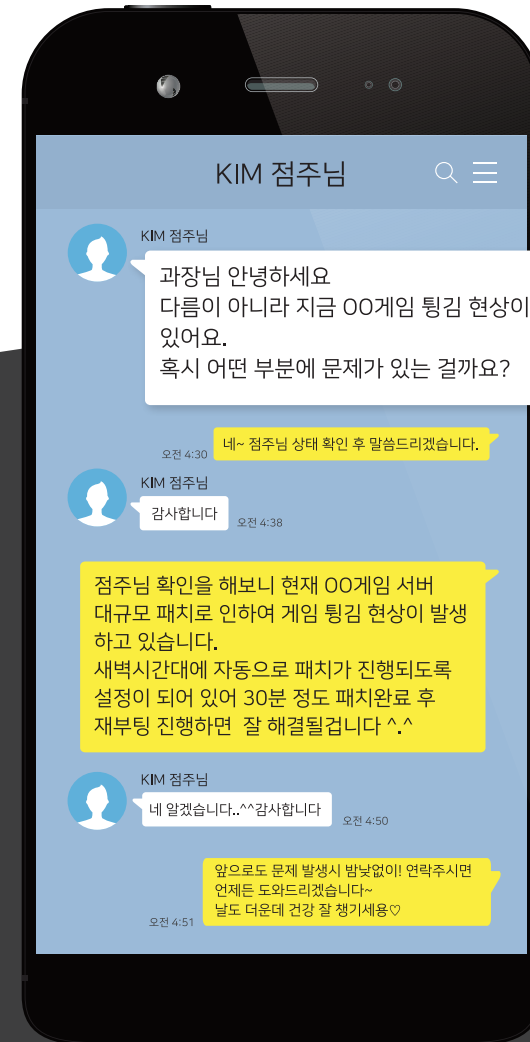 KIM 점주님
KIM 점주님
과장님 안녕하세요
다름이 아니라 지금 OO게임 튕김 현상이
있어요.
혹시 어떤 부분에 문제가 있는 걸까요?
네~ 점주님 상태 확인 후 말씀드리겠습니다.
오전 4:30
KIM 점주님
감사합니다
오전 4:38
점주님 확인을 해보니 현재 OO게임 서버
대규모 패치로 인하여 게임 튕김 현상이 발생
하고 있습니다.
새벽시간대에 자동으로 패치가 진행되도록
설정이 되어 있어 30분 정도 패치완료 후
재부팅 진행하면 잘 해결될겁니다 ^.^
KIM 점주님
네 알겠습니다..^^감사합니다
오전 4:50
앞으로도 문제 발생시 밤낮없이! 연락주시면
언제든 도와드리겠습니다~
날도 더운데 건강 잘 챙기세용♡
오전 4:51